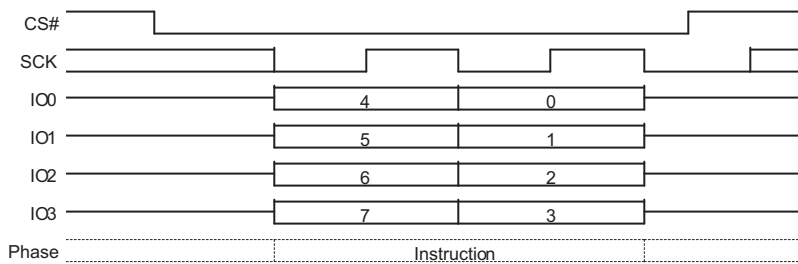 CS#
SCK
IO0 4 0
IO1 5 1
IO2 6 2
IO3 7 3
Phase Instruction